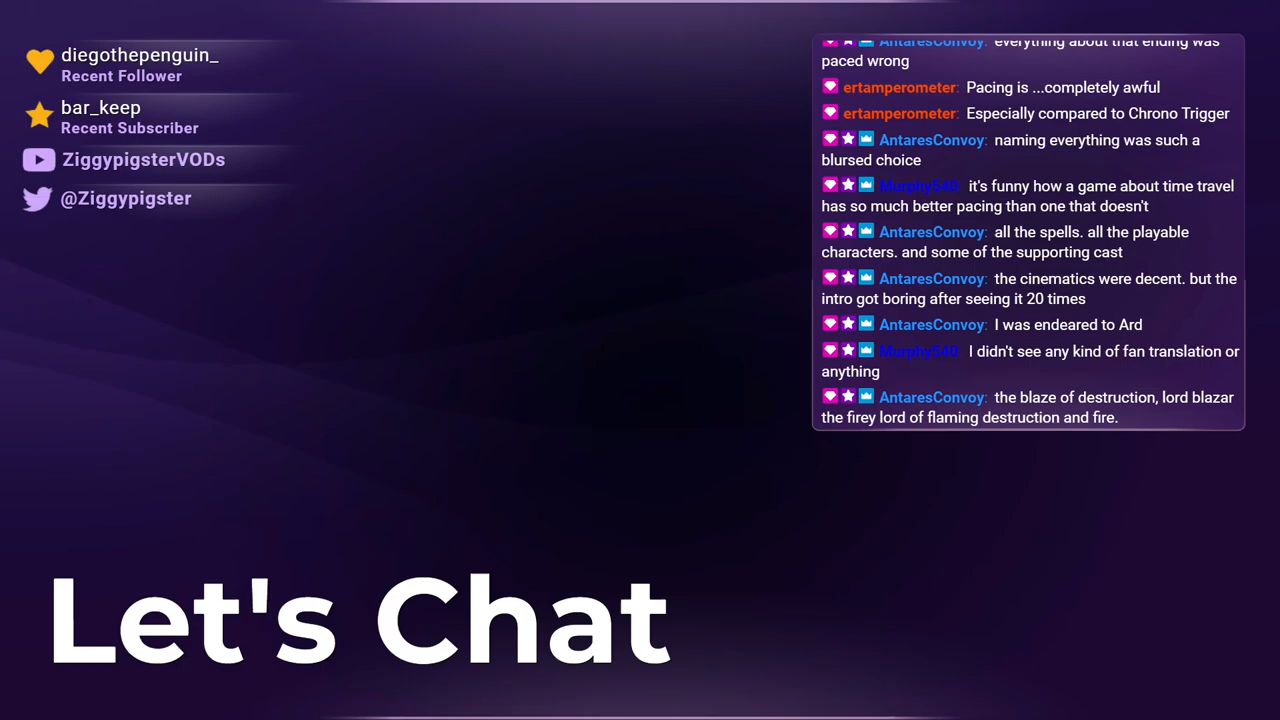 diegothepenguin_
Recent Follower
bar_keep
Recent Subscriber
ZiggypigsterVODs
@Ziggypigster
AntaresConvoy: everything about that ending was
paced wrong
ertamperometer: Pacing is ...completely awful
ertamperometer: Especially compared to Chrono Trigger
AntaresConvoy: naming everything was such a
blursed choice
Murphy540: it's funny how a game about time travel
has so much better pacing than one that doesn't
AntaresConvoy: all the spells. all the playable
characters. and some of the supporting cast
AntaresConvoy: the cinematics were decent. but the
intro got boring after seeing it 20 times
AntaresConvoy: I was endeared to Ard
Murphy540: I didn't see any kind of fan translation or
anything
AntaresConvoy: the blaze of destruction, lord blazar
the firey lord of flaming destruction and fire.
Let's Chat